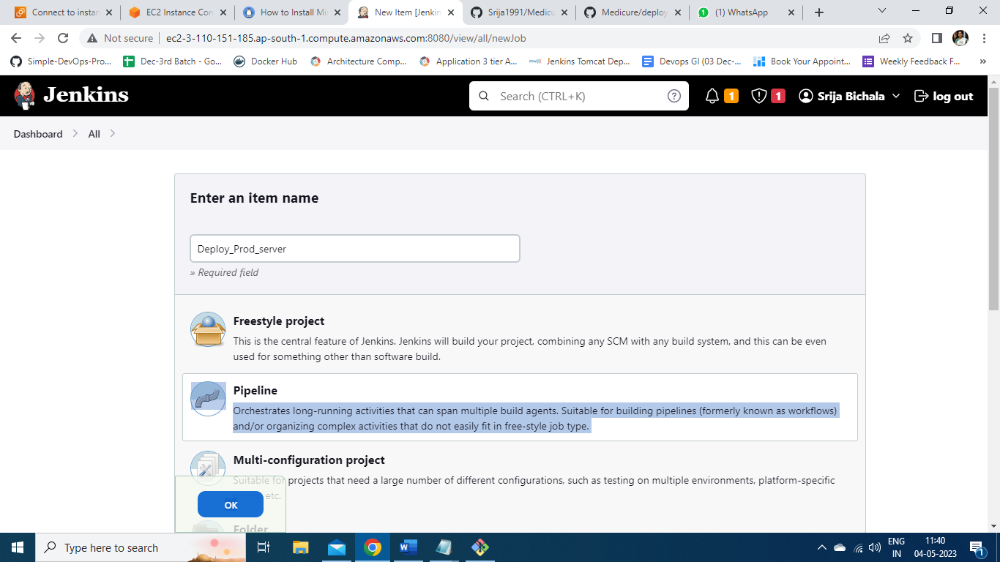 Connect to instan
EC2 Instance Con
How to Install Mi
New Item [Jenkin
Srija1991/Medicu
Medicure/deploy
(1) WhatsApp
Not secure
ec2-3-110-151-185.ap-south-1.compute.amazonaws.com:8080/view/all/newJob
Simple-DevOps-Pro...
Dec-3rd Batch - Go...
Docker Hub
Architecture Comp...
Application 3 tier A...
Jenkins Tomcat Dep...
Devops GI (03 Dec-...
Book Your Appoint...
Weekly Feedback F...
»
Jenkins
Search (CTRL+K)
1
1
Srija Bichala
log out
Dashboard
All
Enter an item name
Deploy_Prod_server
» Required field
Freestyle project
This is the central feature of Jenkins. Jenkins will build your project, combining any SCM with any build system, and this can be even
used for something other than software build.
Pipeline
Orchestrates long-running activities that can span multiple build agents. Suitable for building pipelines (formerly known as workflows)
and/or organizing complex activities that do not easily fit in free-style job type.
Multi-configuration project
Suitable for projects that need a large number of different configurations, such as testing on multiple environments, platform-specific
etc.
OK
Folder
Type here to search
ENG
IN
11:40
04-05-2023
1